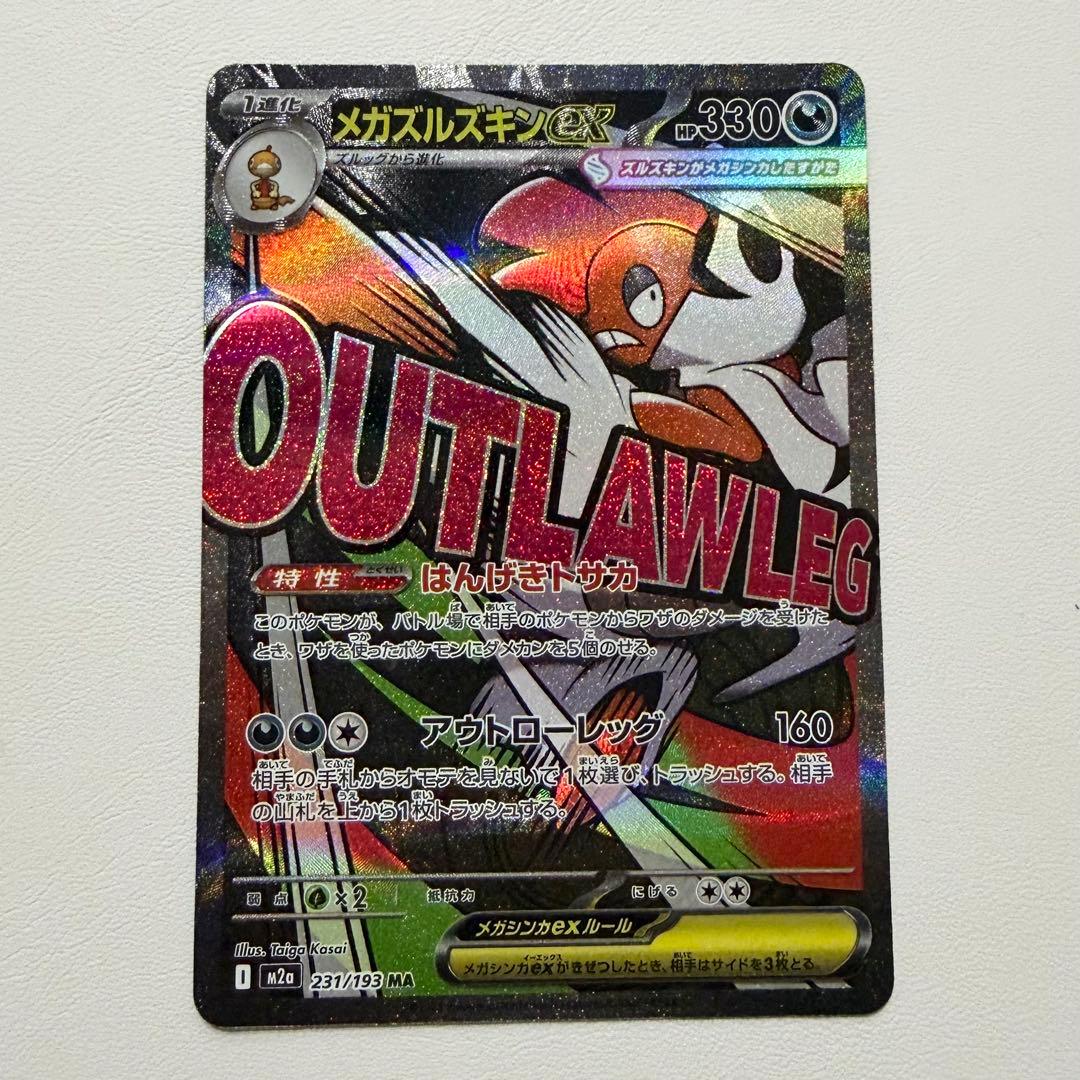 1進化
メガズルズキンex
HP 330
ズルッグから進化
ズルズキンがメガシンカしたすがた
OUTLAW LEG
特性 とくせい はんげきトサカ
このポケモンが、バトル場で相手のポケモンからワザのダメージを受けた
とき、ワザを使ったポケモンにダメカンを5個のせる。
アウトローレッグ 160
相手の手札からオモテを見ないで1枚選び、トラッシュする。相手
の山札を上から1枚トラッシュする。
弱点 ×2 抵抗力 にげる
メガシンカexルール
メガシンカexがきぜつしたとき、相手はサイドを3枚とる。
Illus. Taiga Kasai
I m2a 231/193 MA